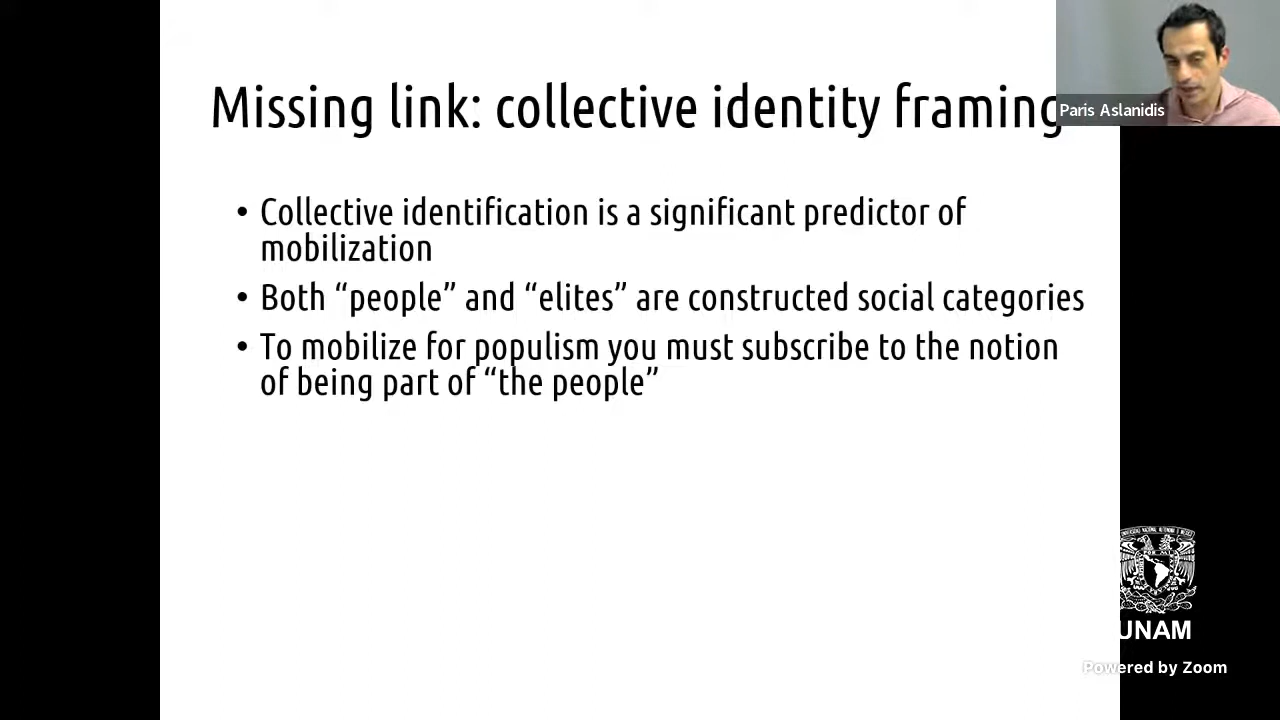 Missing link: collective identity framing
Paris Aslanidis
• Collective identification is a significant predictor of
mobilization
• Both “people” and “elites” are constructed social categories
• To mobilize for populism you must subscribe to the notion
of being part of “the people”
UNAM
Powered by Zoom